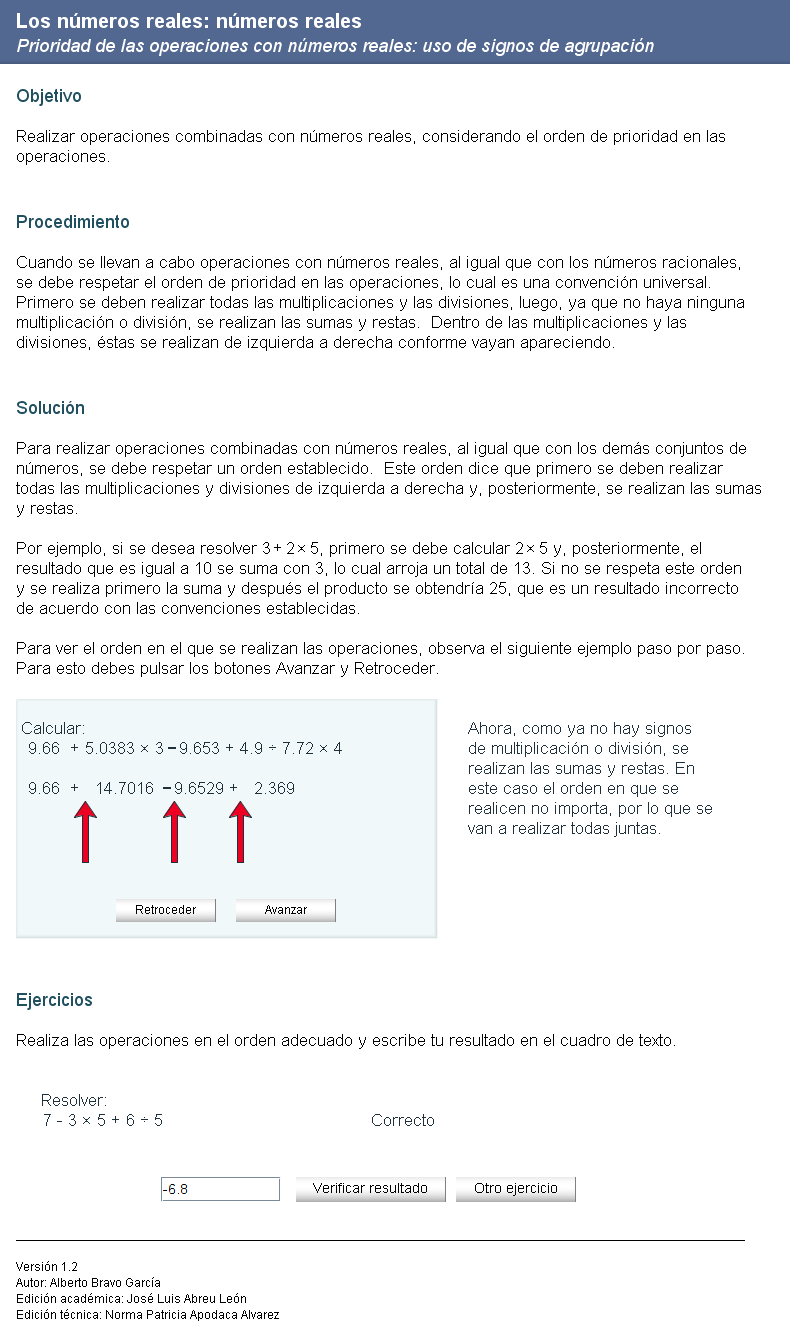 Los números reales: números reales
Prioridad de las operaciones con números reales: uso de signos de agrupación
Objetivo
Realizar operaciones combinadas con números reales, considerando el orden de prioridad en las
operaciones.
Procedimiento
Cuando se llevan a cabo operaciones con números reales, al igual que con los números racionales,
se debe respetar el orden de prioridad en las operaciones, lo cual es una convención universal.
Primero se deben realizar todas las multiplicaciones y las divisiones, luego, ya que no haya ninguna
multiplicación o división, se realizan las sumas y restas.  Dentro de las multiplicaciones y las
divisiones, éstas se realizan de izquierda a derecha conforme vayan apareciendo.
Solución
Para realizar operaciones combinadas con números reales, al igual que con los demás conjuntos de
números, se debe respetar un orden establecido.  Este orden dice que primero se deben realizar
todas las multiplicaciones y divisiones de izquierda a derecha y, posteriormente, se realizan las sumas
y restas.
Por ejemplo, si se desea resolver 3 + 2 × 5, primero se debe calcular 2 × 5 y, posteriormente, el
resultado que es igual a 10 se suma con 3, lo cual arroja un total de 13. Si no se respeta este orden
y se realiza primero la suma y después el producto se obtendría 25, que es un resultado incorrecto
de acuerdo con las convenciones establecidas.
Para ver el orden en el que se realizan las operaciones, observa el siguiente ejemplo paso por paso.
Para esto debes pulsar los botones Avanzar y Retroceder.
Calcular:
9.66 + 5.0383 × 3 − 9.653 + 4.9 ÷ 7.72 × 4
9.66 + 14.7016 − 9.6529 + 2.369
Retroceder Avanzar
Ahora, como ya no hay signos
de multiplicación o división, se
realizan las sumas y restas. En
este caso el orden en que se
realicen no importa, por lo que se
van a realizar todas juntas.
Ejercicios
Realiza las operaciones en el orden adecuado y escribe tu resultado en el cuadro de texto.
Resolver:
7 - 3 × 5 + 6 ÷ 5 Correcto
-6.8 Verificar resultado Otro ejercicio
Versión 1.2
Autor: Alberto Bravo García
Edición académica: José Luis Abreu León
Edición técnica: Norma Patricia Apodaca Alvarez